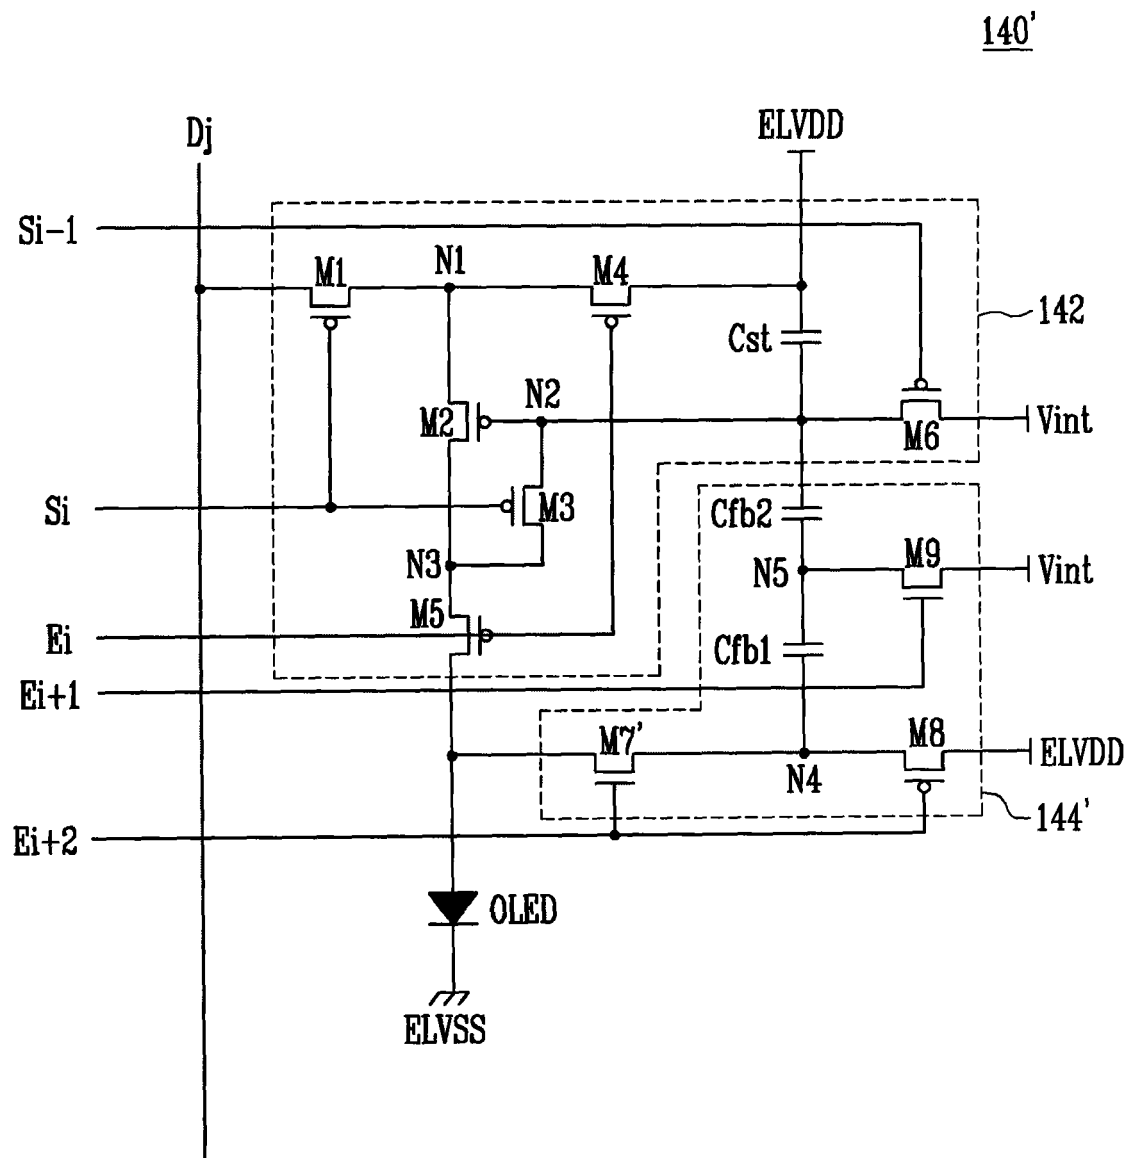 140'
Dj
ELVDD
Si-1
M1
N1
M4
142
Cst
N2
M2
M6
Vint
Si
M3
Cfb2
N3
N5
M9
Vint
M5
Ei
Cfb1
Ei+1
M7'
M8
N4
ELVDD
144'
Ei+2
OLED
ELVSS